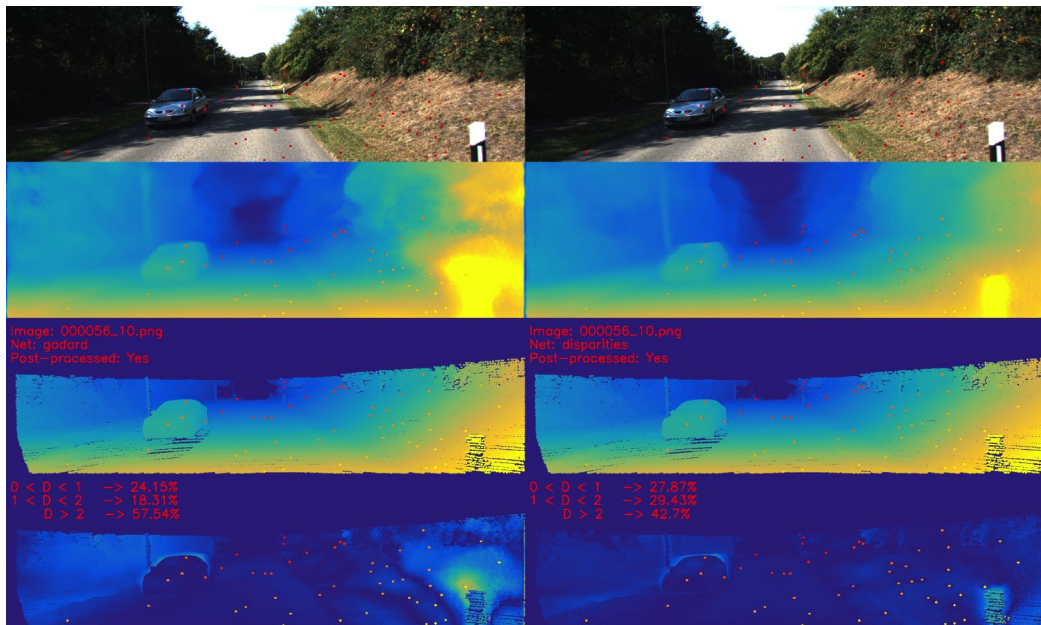 Image: 000056_10.png
Net: godard
Post-processed: Yes
Image: 000056_10.png
Net: disparities
Post-processed: Yes
0 < D < 1 -> 24.15%
1 < D < 2 -> 18.31%
D > 2 -> 57.54%
0 < D < 1 -> 27.87%
1 < D < 2 -> 29.43%
D > 2 -> 42.7%